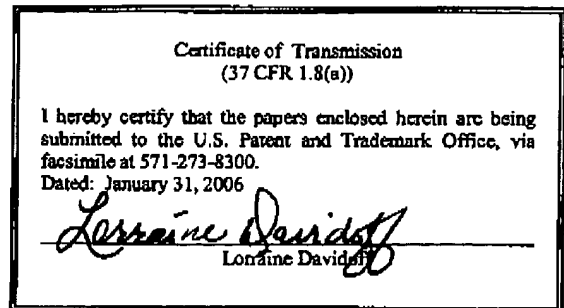 Certificate of Transmission
(37 CFR 1.8(a))
I hereby certify that the papers enclosed herein are being
submitted to the U.S. Patent and Trademark Office, via
facsimile at 571-273-8300.
Dated: January 31, 2006
Lorraine Davidoff
Lorraine Davidoff